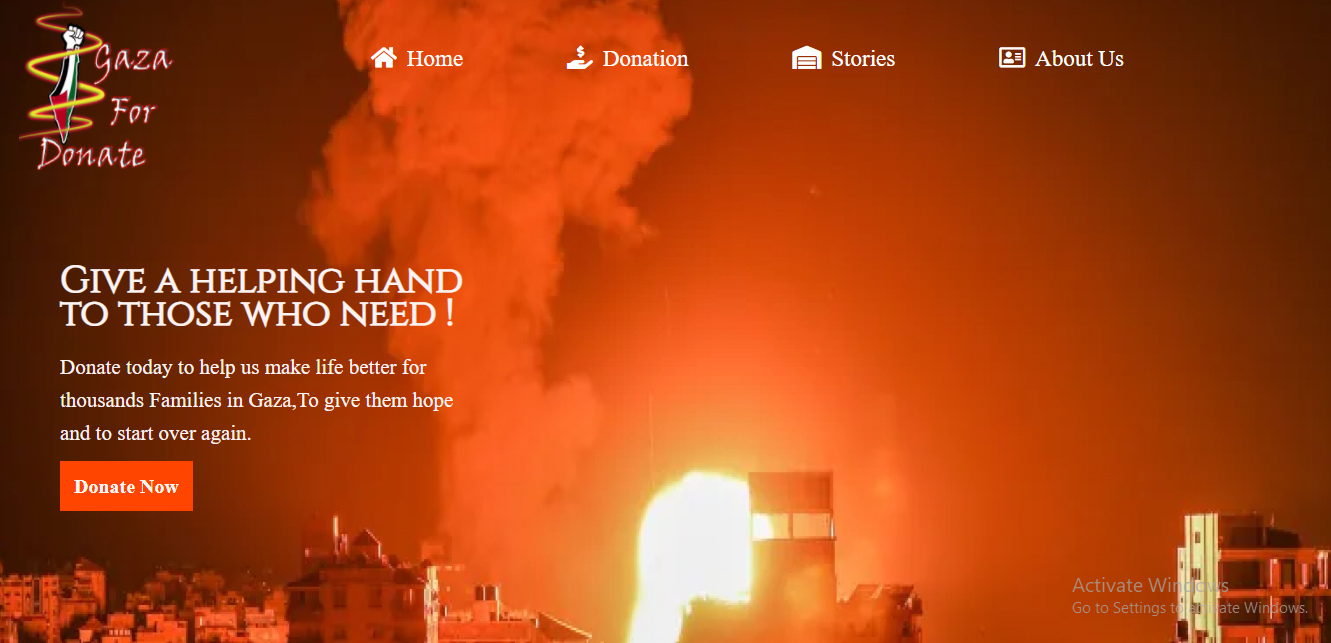 Gaza
For
Donate
Home
Donation
Stories
About Us
Give a helping hand
to those who need !
Donate today to help us make life better for
thousands Families in Gaza,To give them hope
and to start over again.
Donate Now
Activate Windows
Go to Settings to activate Windows.